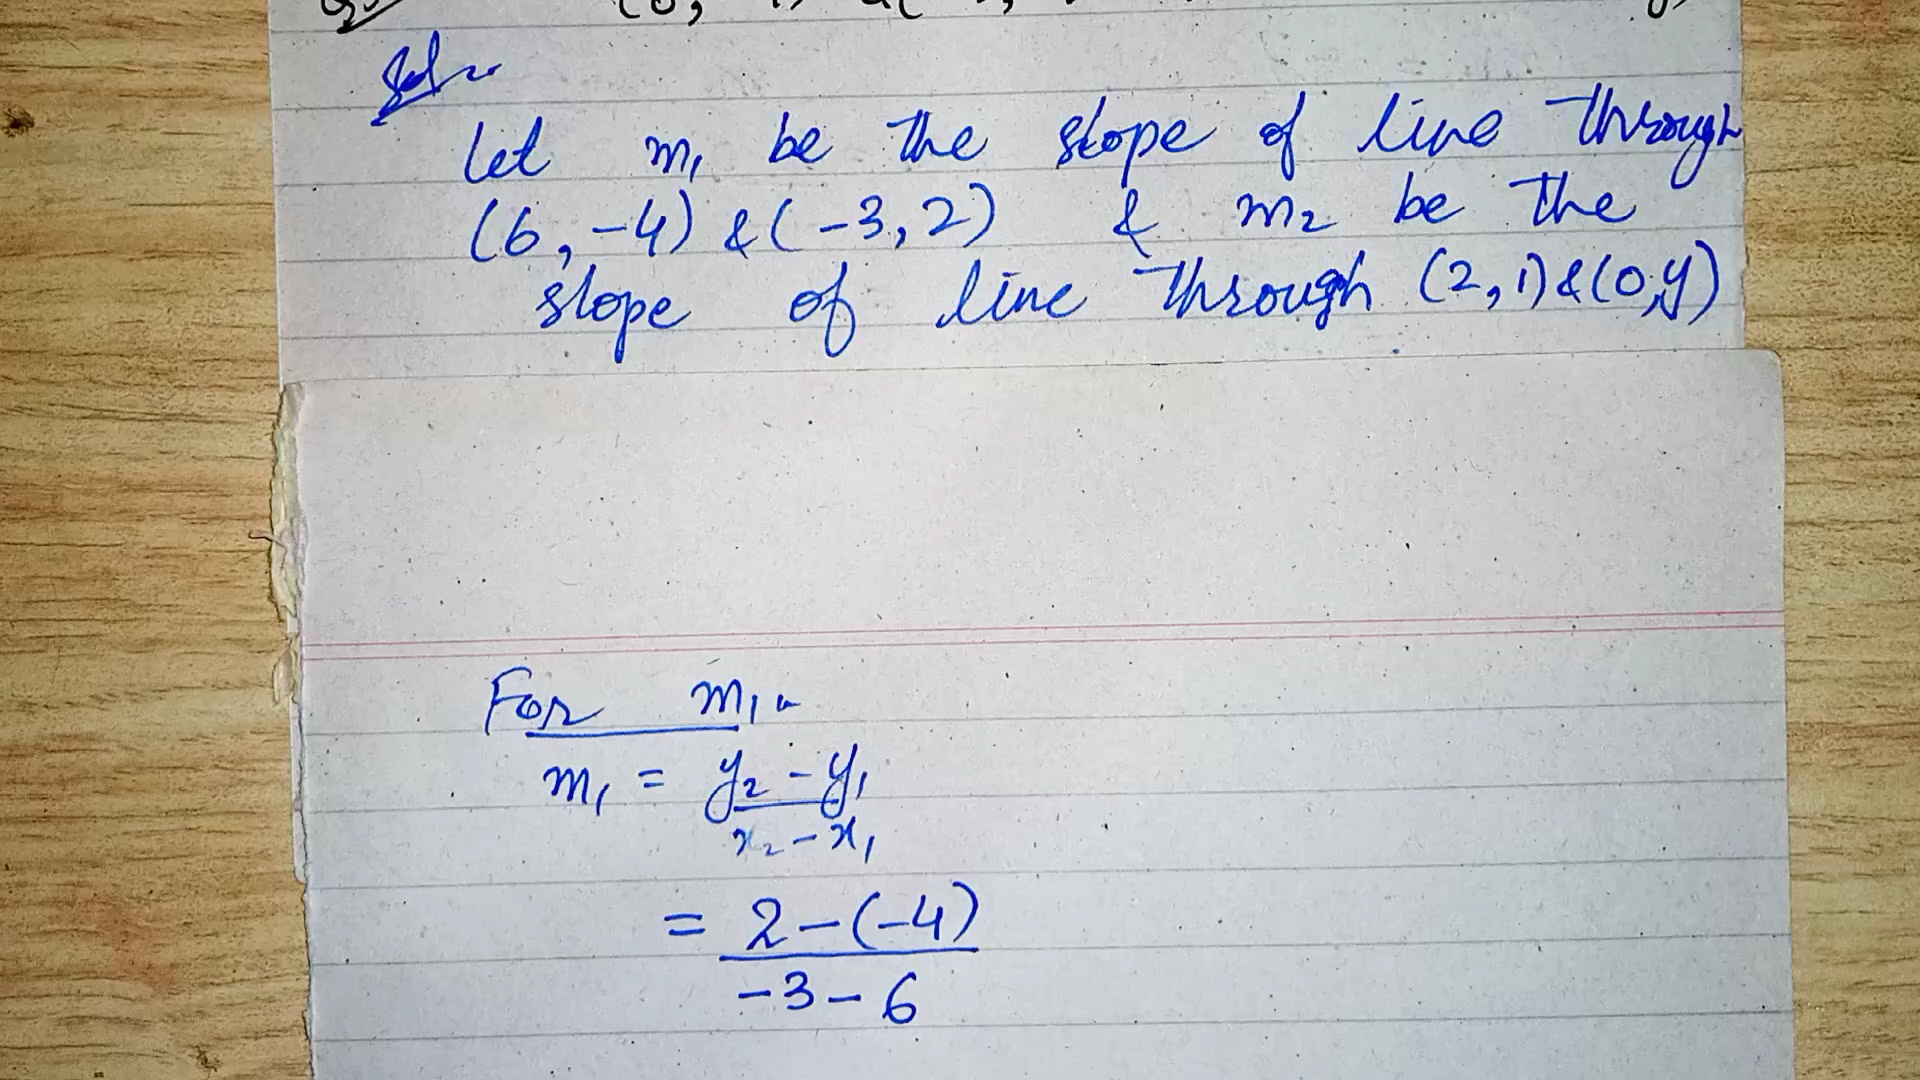 Sol
Let m₁ be the slope of line through
(6, -4) & (-3, 2) & m₂ be the
slope of line through (2, 1) & (0, y)
For m₁
m₁ = y₂ - y₁
x₂ - x₁
= 2 - (-4)
-3 - 6